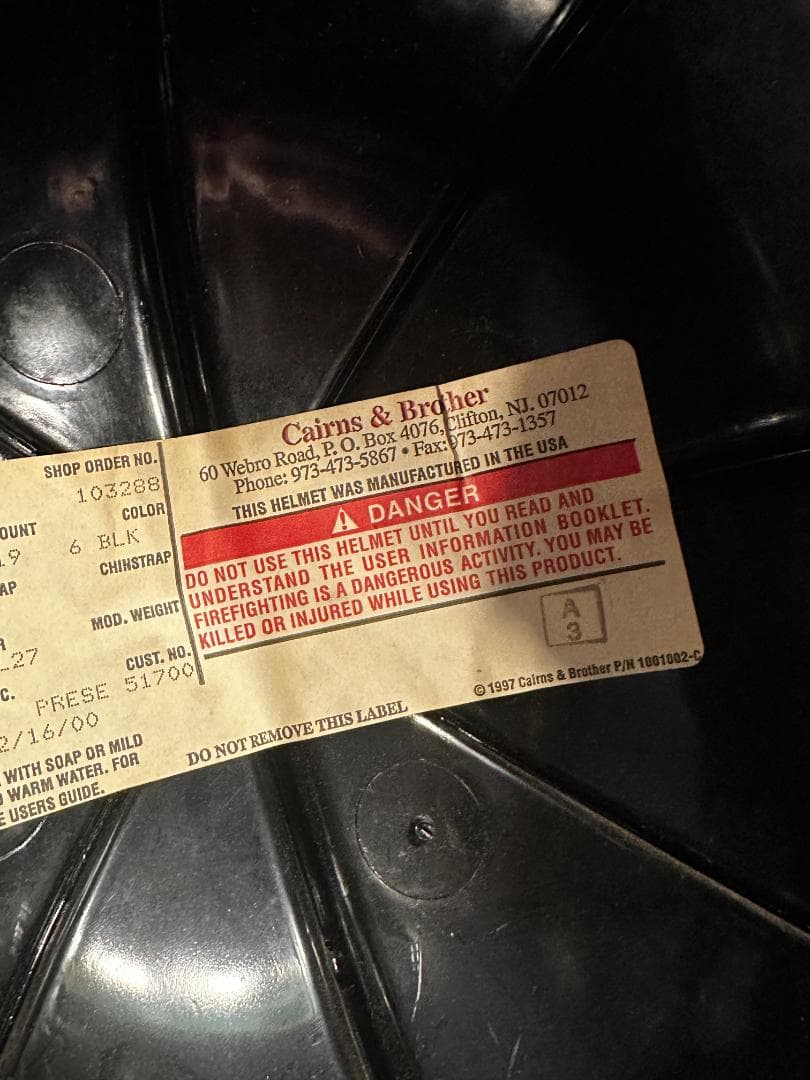 SHOP ORDER NO.
103288
COLOR
OUNT
.9 6 BLK
CHINSTRAP
AP
MOD. WEIGHT
R
27
CUST. NO.
C.
PRESE 51700
2/16/00
WITH SOAP OR MILD
WARM WATER. FOR
E USERS GUIDE.
Cairns & Brother
60 Webro Road, P. O. Box 4076, Clifton, NJ. 07012
Phone: 973-473-5867 • Fax: 973-473-1357
THIS HELMET WAS MANUFACTURED IN THE USA
⚠ DANGER
DO NOT USE THIS HELMET UNTIL YOU READ AND
UNDERSTAND THE USER INFORMATION BOOKLET.
FIREFIGHTING IS A DANGEROUS ACTIVITY. YOU MAY BE
KILLED OR INJURED WHILE USING THIS PRODUCT.
A
3
© 1997 Cairns & Brother P/N 1001002-C
DO NOT REMOVE THIS LABEL